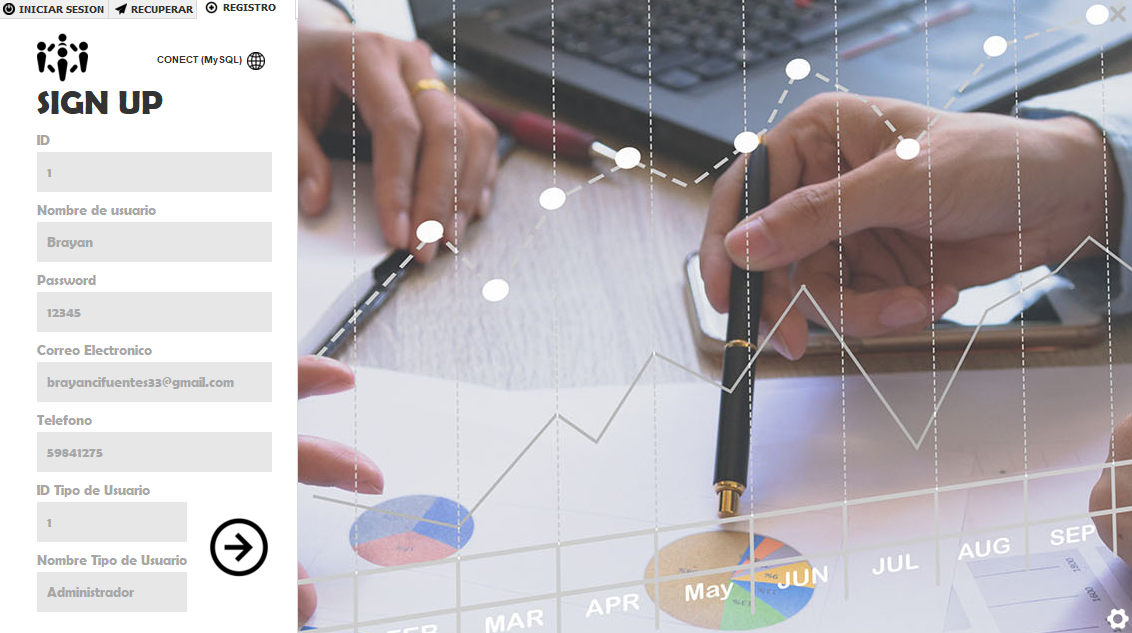 INICIAR SESION RECUPERAR REGISTRO
CONECT (MySQL)
SIGN UP
ID
1
Nombre de usuario
Brayan
Password
12345
Correo Electronico
brayancifuentes33@gmail.com
Telefono
59841275
ID Tipo de Usuario
1
Nombre Tipo de Usuario
Administrador
FEB MAR APR May JUN JUL AUG SEP